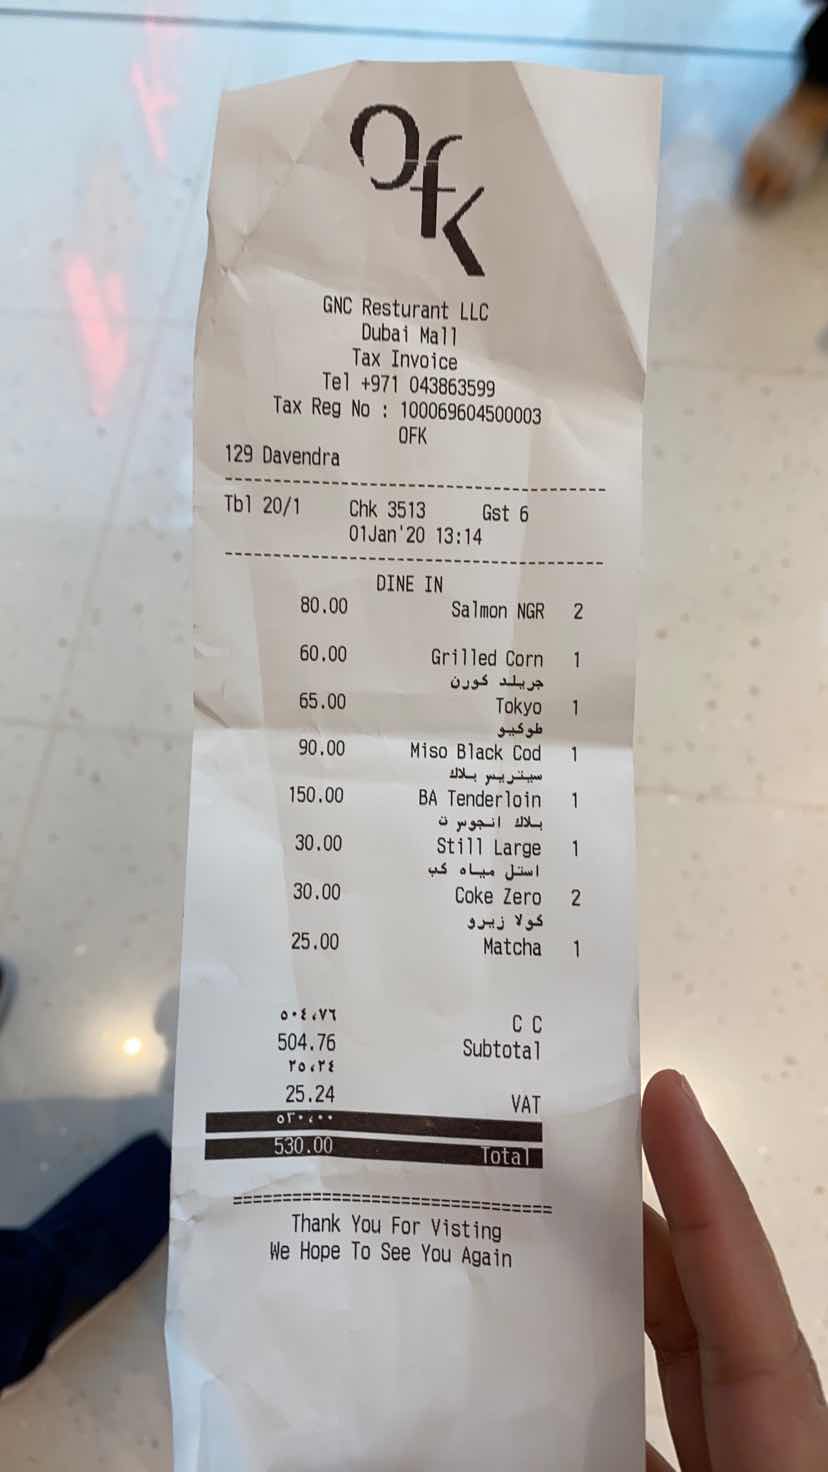 Ofk
GNC Resturant LLC
Dubai Mall
Tax Invoice
Tel +971 043863599
Tax Reg No : 100069604500003
OFK
129 Davendra
Tbl 20/1 Chk 3513 Gst 6
01Jan'20 13:14
DINE IN
80.00 Salmon NGR 2
60.00 Grilled Corn 1
جريلد كورن
65.00 Tokyo 1
طوكيو
90.00 Miso Black Cod 1
سيتريس بلاك
150.00 BA Tenderloin 1
بلاك انجوس ت
30.00 Still Large 1
استل مياه كب
30.00 Coke Zero 2
كولا زيرو
25.00 Matcha 1
٥٠٤،٧٦ C C
504.76 Subtotal
٢٥،٢٤
25.24 VAT
٥٣٠،٠٠
530.00 Total
Thank You For Visting
We Hope To See You Again